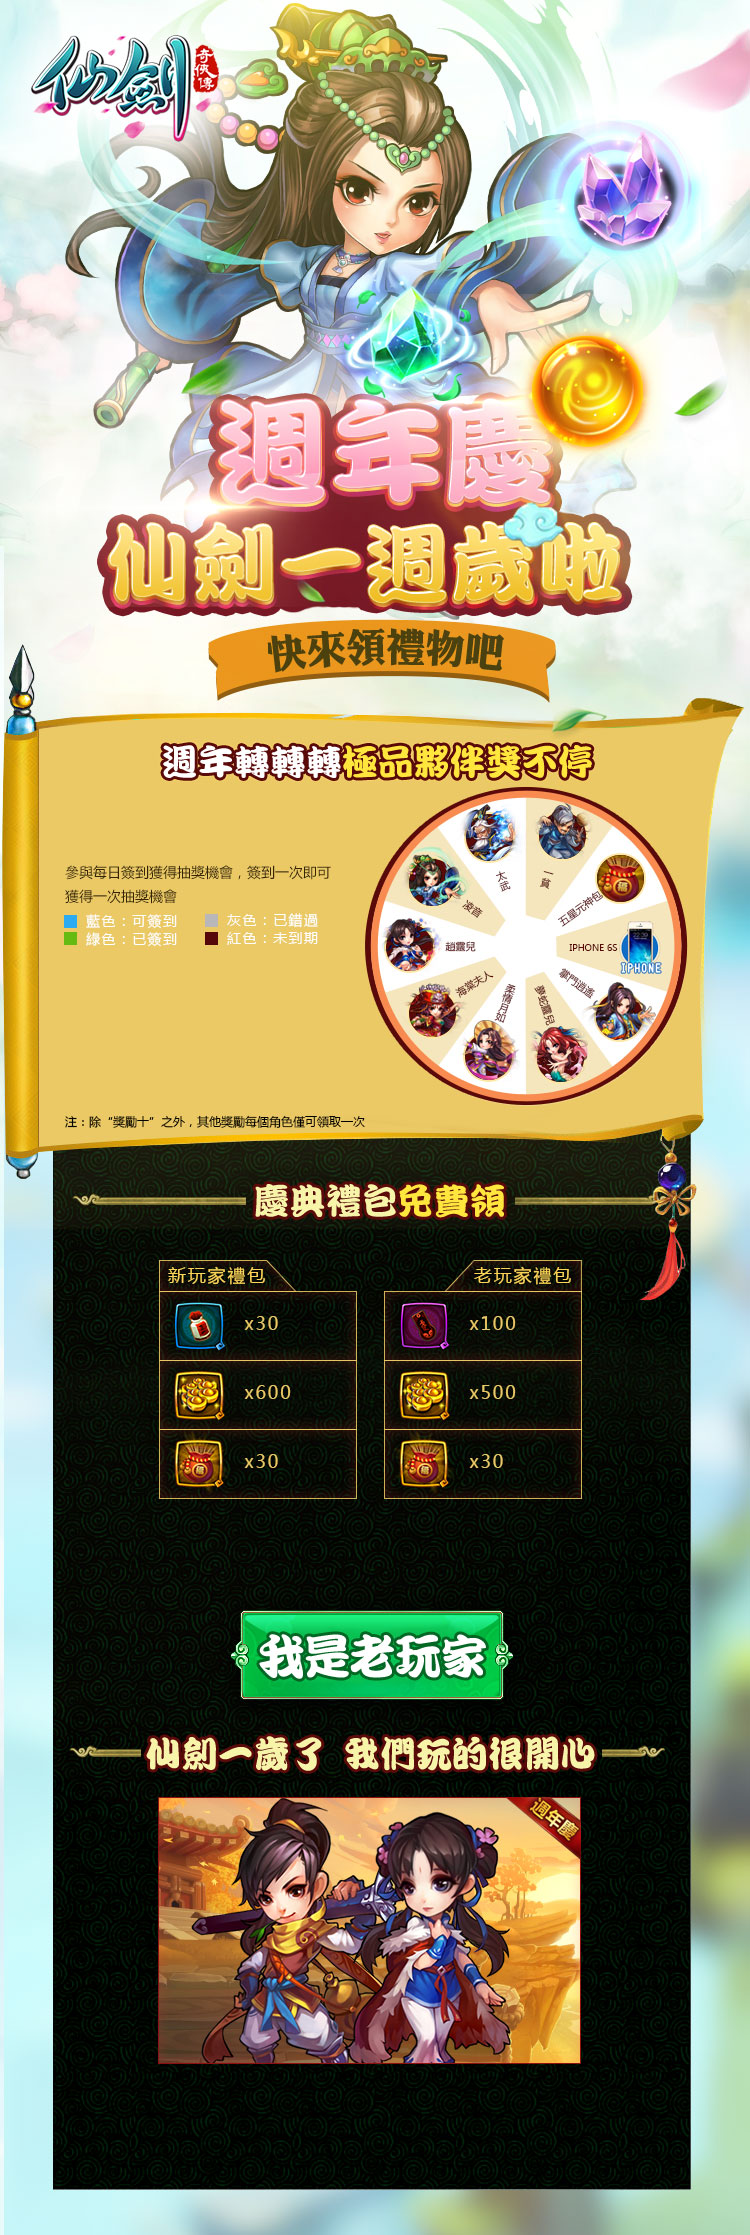 仙劍
奇俠傳
週年慶
仙劍一週歲啦
快來領禮物吧
週年轉轉轉極品夥伴獎不停
參與每日簽到獲得抽獎機會，簽到一次即可
獲得一次抽獎機會
藍色：可簽到 灰色：已錯過
綠色：已簽到 紅色：未到期
太武
一貧
五星元神包
IPHONE 6S
IPHONE
掌門逍遙
夢蛇靈兒
柔情月如
海棠夫人
趙靈兒
凌音
注：除“獎勵十”之外，其他獎勵每個角色僅可領取一次
慶典禮包免費領
新玩家禮包
x30
x600
x30
老玩家禮包
x100
x500
x30
我是老玩家
仙劍一歲了 我們玩的很開心
週年慶